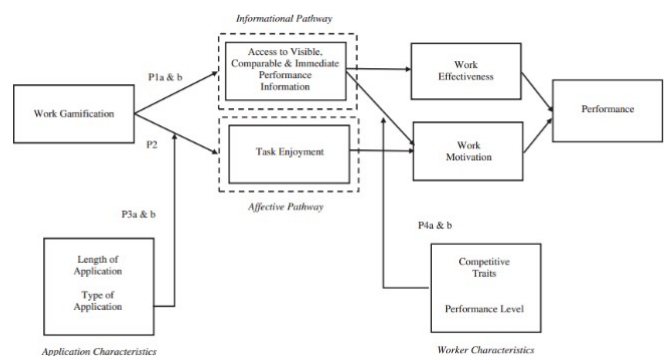 Informational Pathway
Access to Visible,
Comparable & Immediate
Performance
Information
P1a & b
Work
Effectiveness
Work Gamification
Performance
P2
Task Enjoyment
Work
Motivation
Affective Pathway
P3a & b
P4a & b
Length of
Application
Type of
Application
Competitive
Traits
Performance Level
Application Characteristics
Worker Characteristics